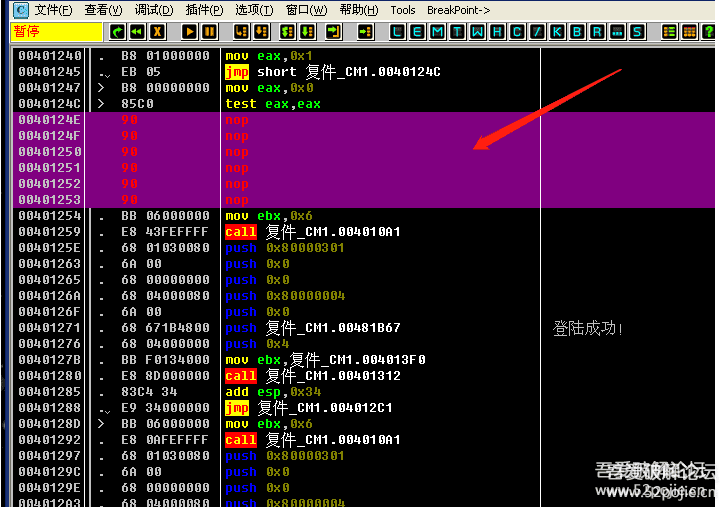 文件(F) 查看(V) 调试(D) 插件(P) 选项(T) 窗口(W) 帮助(H) Tools BreakPoint->
暂停 L E M T W H C / K B R ... S
00401240 . B8 01000000 mov eax,0x1
00401245 . EB 05 jmp short 复件_CM1.0040124C
00401247 > B8 00000000 mov eax,0x0
0040124C > 85C0 test eax,eax
0040124E 90 nop
0040124F 90 nop
00401250 90 nop
00401251 90 nop
00401252 90 nop
00401253 90 nop
00401254 . BB 06000000 mov ebx,0x6
00401259 . E8 43FEFFFF call 复件_CM1.004010A1
0040125E . 68 01030080 push 0x80000301
00401263 . 6A 00 push 0x0
00401265 . 68 00000000 push 0x0
0040126A . 68 04000080 push 0x80000004
0040126F . 6A 00 push 0x0
00401271 . 68 671B4800 push 复件_CM1.00481B67 登陆成功!
00401276 . 68 04000000 push 0x4
0040127B . BB F0134000 mov ebx,复件_CM1.004013F0
00401280 . E8 8D000000 call 复件_CM1.00401312
00401285 . 83C4 34 add esp,0x34
00401288 . E9 34000000 jmp 复件_CM1.004012C1
0040128D > BB 06000000 mov ebx,0x6
00401292 . E8 0AFEFFFF call 复件_CM1.004010A1
00401297 . 68 01030080 push 0x80000301
0040129C . 6A 00 push 0x0
0040129E . 68 00000000 push 0x0
004012A3 . 68 04000080 push 0x80000004
吾爱破解论坛
www.52pojie.cn